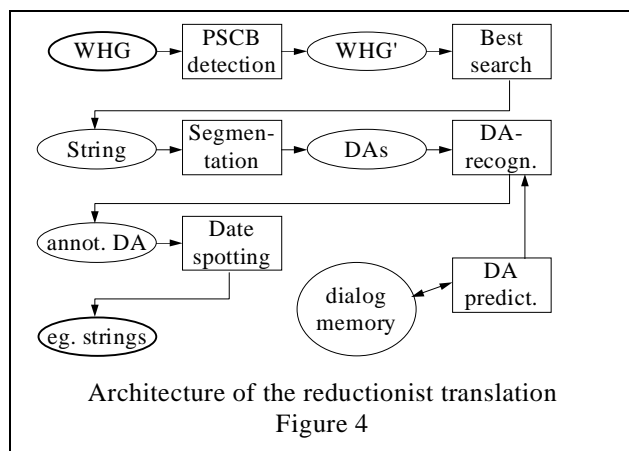 WHG
PSCB
detection
WHG'
Best
search
String
Segmen-
tation
DAs
DA-
recogn.
annot. DA
Date
spotting
dialog
memory
DA
predict.
eg. strings
Architecture of the reductionist translation
Figure 4